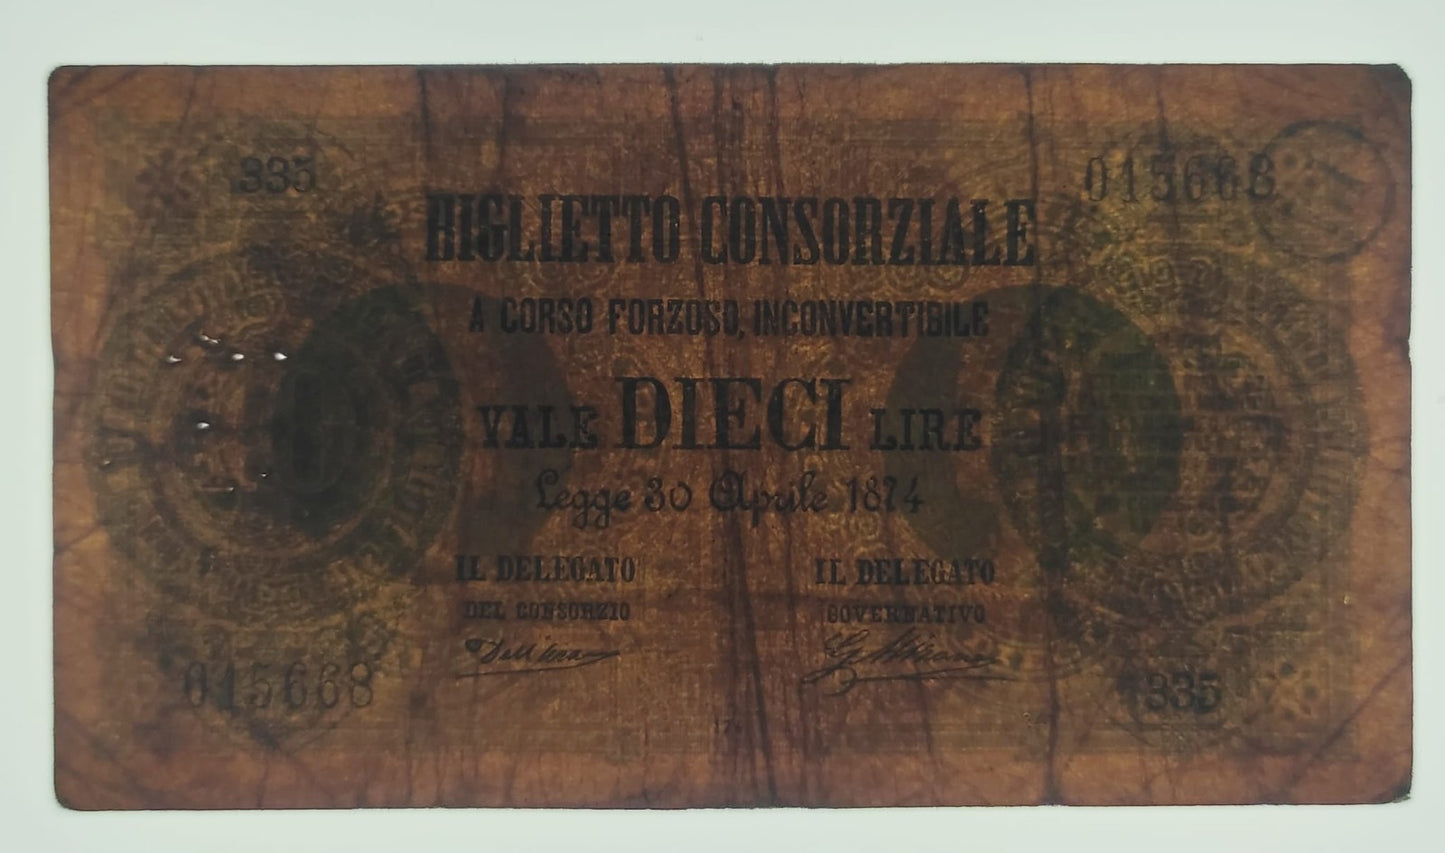 335
015668
BIGLIETTO CONSORZIALE
A CORSO FORZOSO, INCONVERTIBILE
VALE DIECI LIRE
Legge 30 Aprile 1874
IL DELEGATO
DEL CONSORZIO
IL DELEGATO
GOVERNATIVO
015668
335